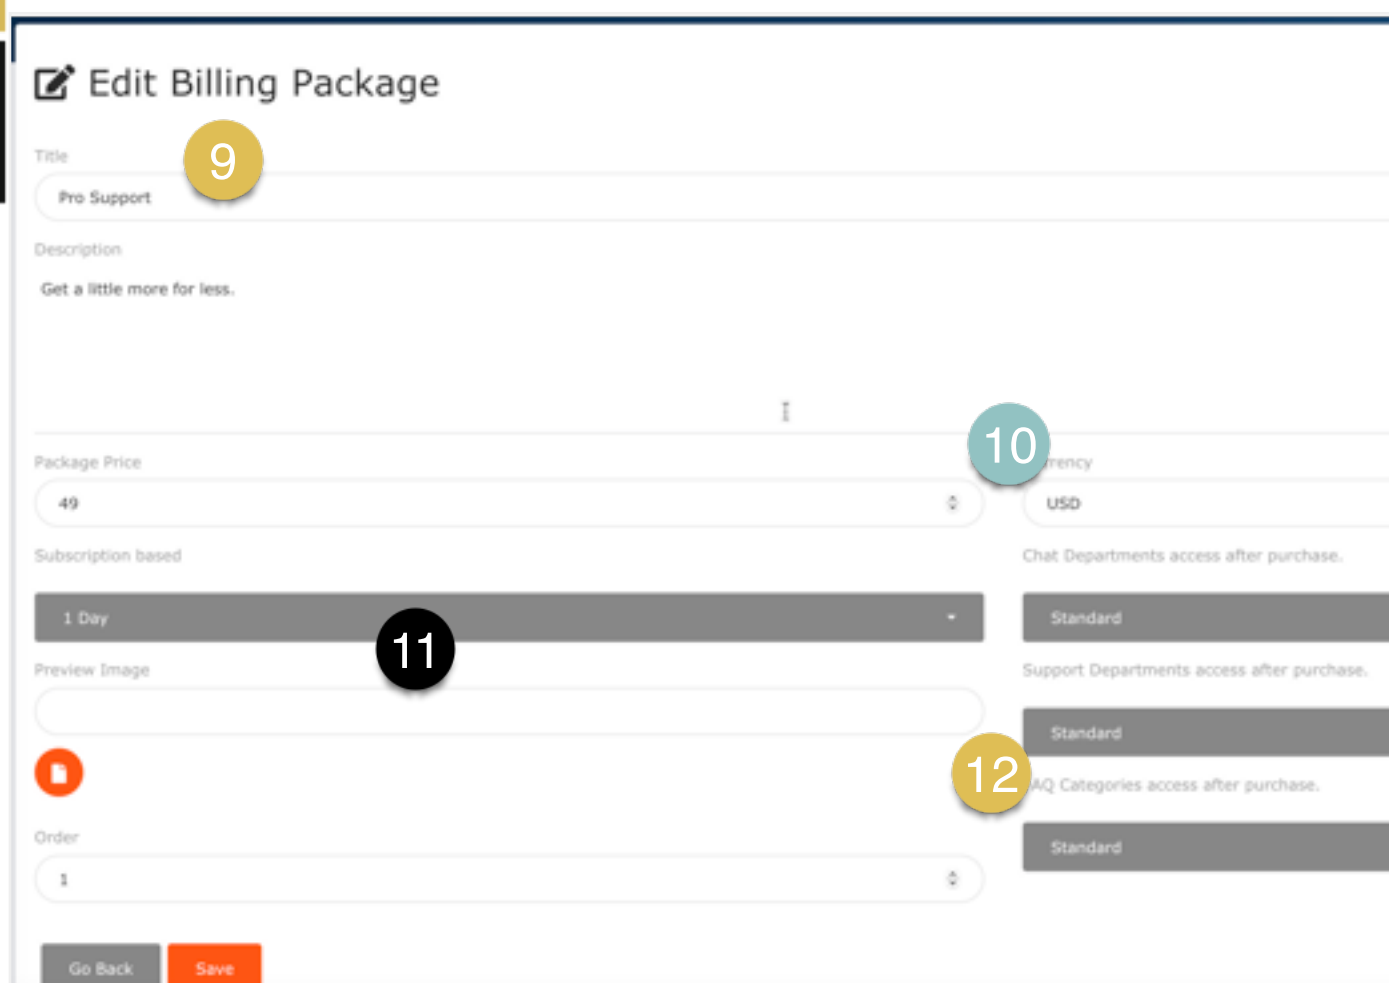 Edit Billing Package
9
Title
Pro Support
Description
Get a little more for less.
10
Package Price
rrency
49
USD
Subscription based
Chat Departments access after purchase.
1 Day
Standard
11
Preview Image
Support Departments access after purchase.
Standard
12
AQ Categories access after purchase.
Order
Standard
1
Go Back
Save